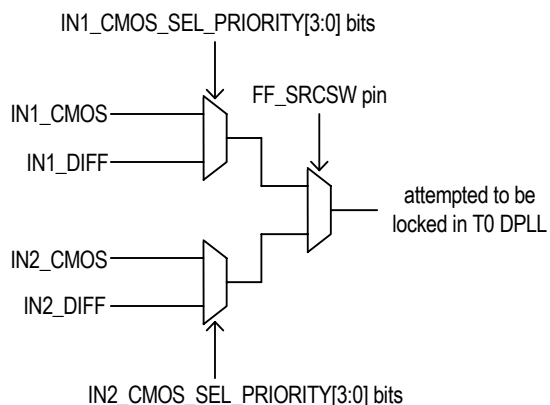 IN1_CMOS_SEL_PRIORITY[3:0] bits
FF_SRCSW pin
IN1_CMOS
IN1_DIFF
attempted to be
locked in T0 DPLL
IN2_CMOS
IN2_DIFF
IN2_CMOS_SEL_PRIORITY[3:0] bits